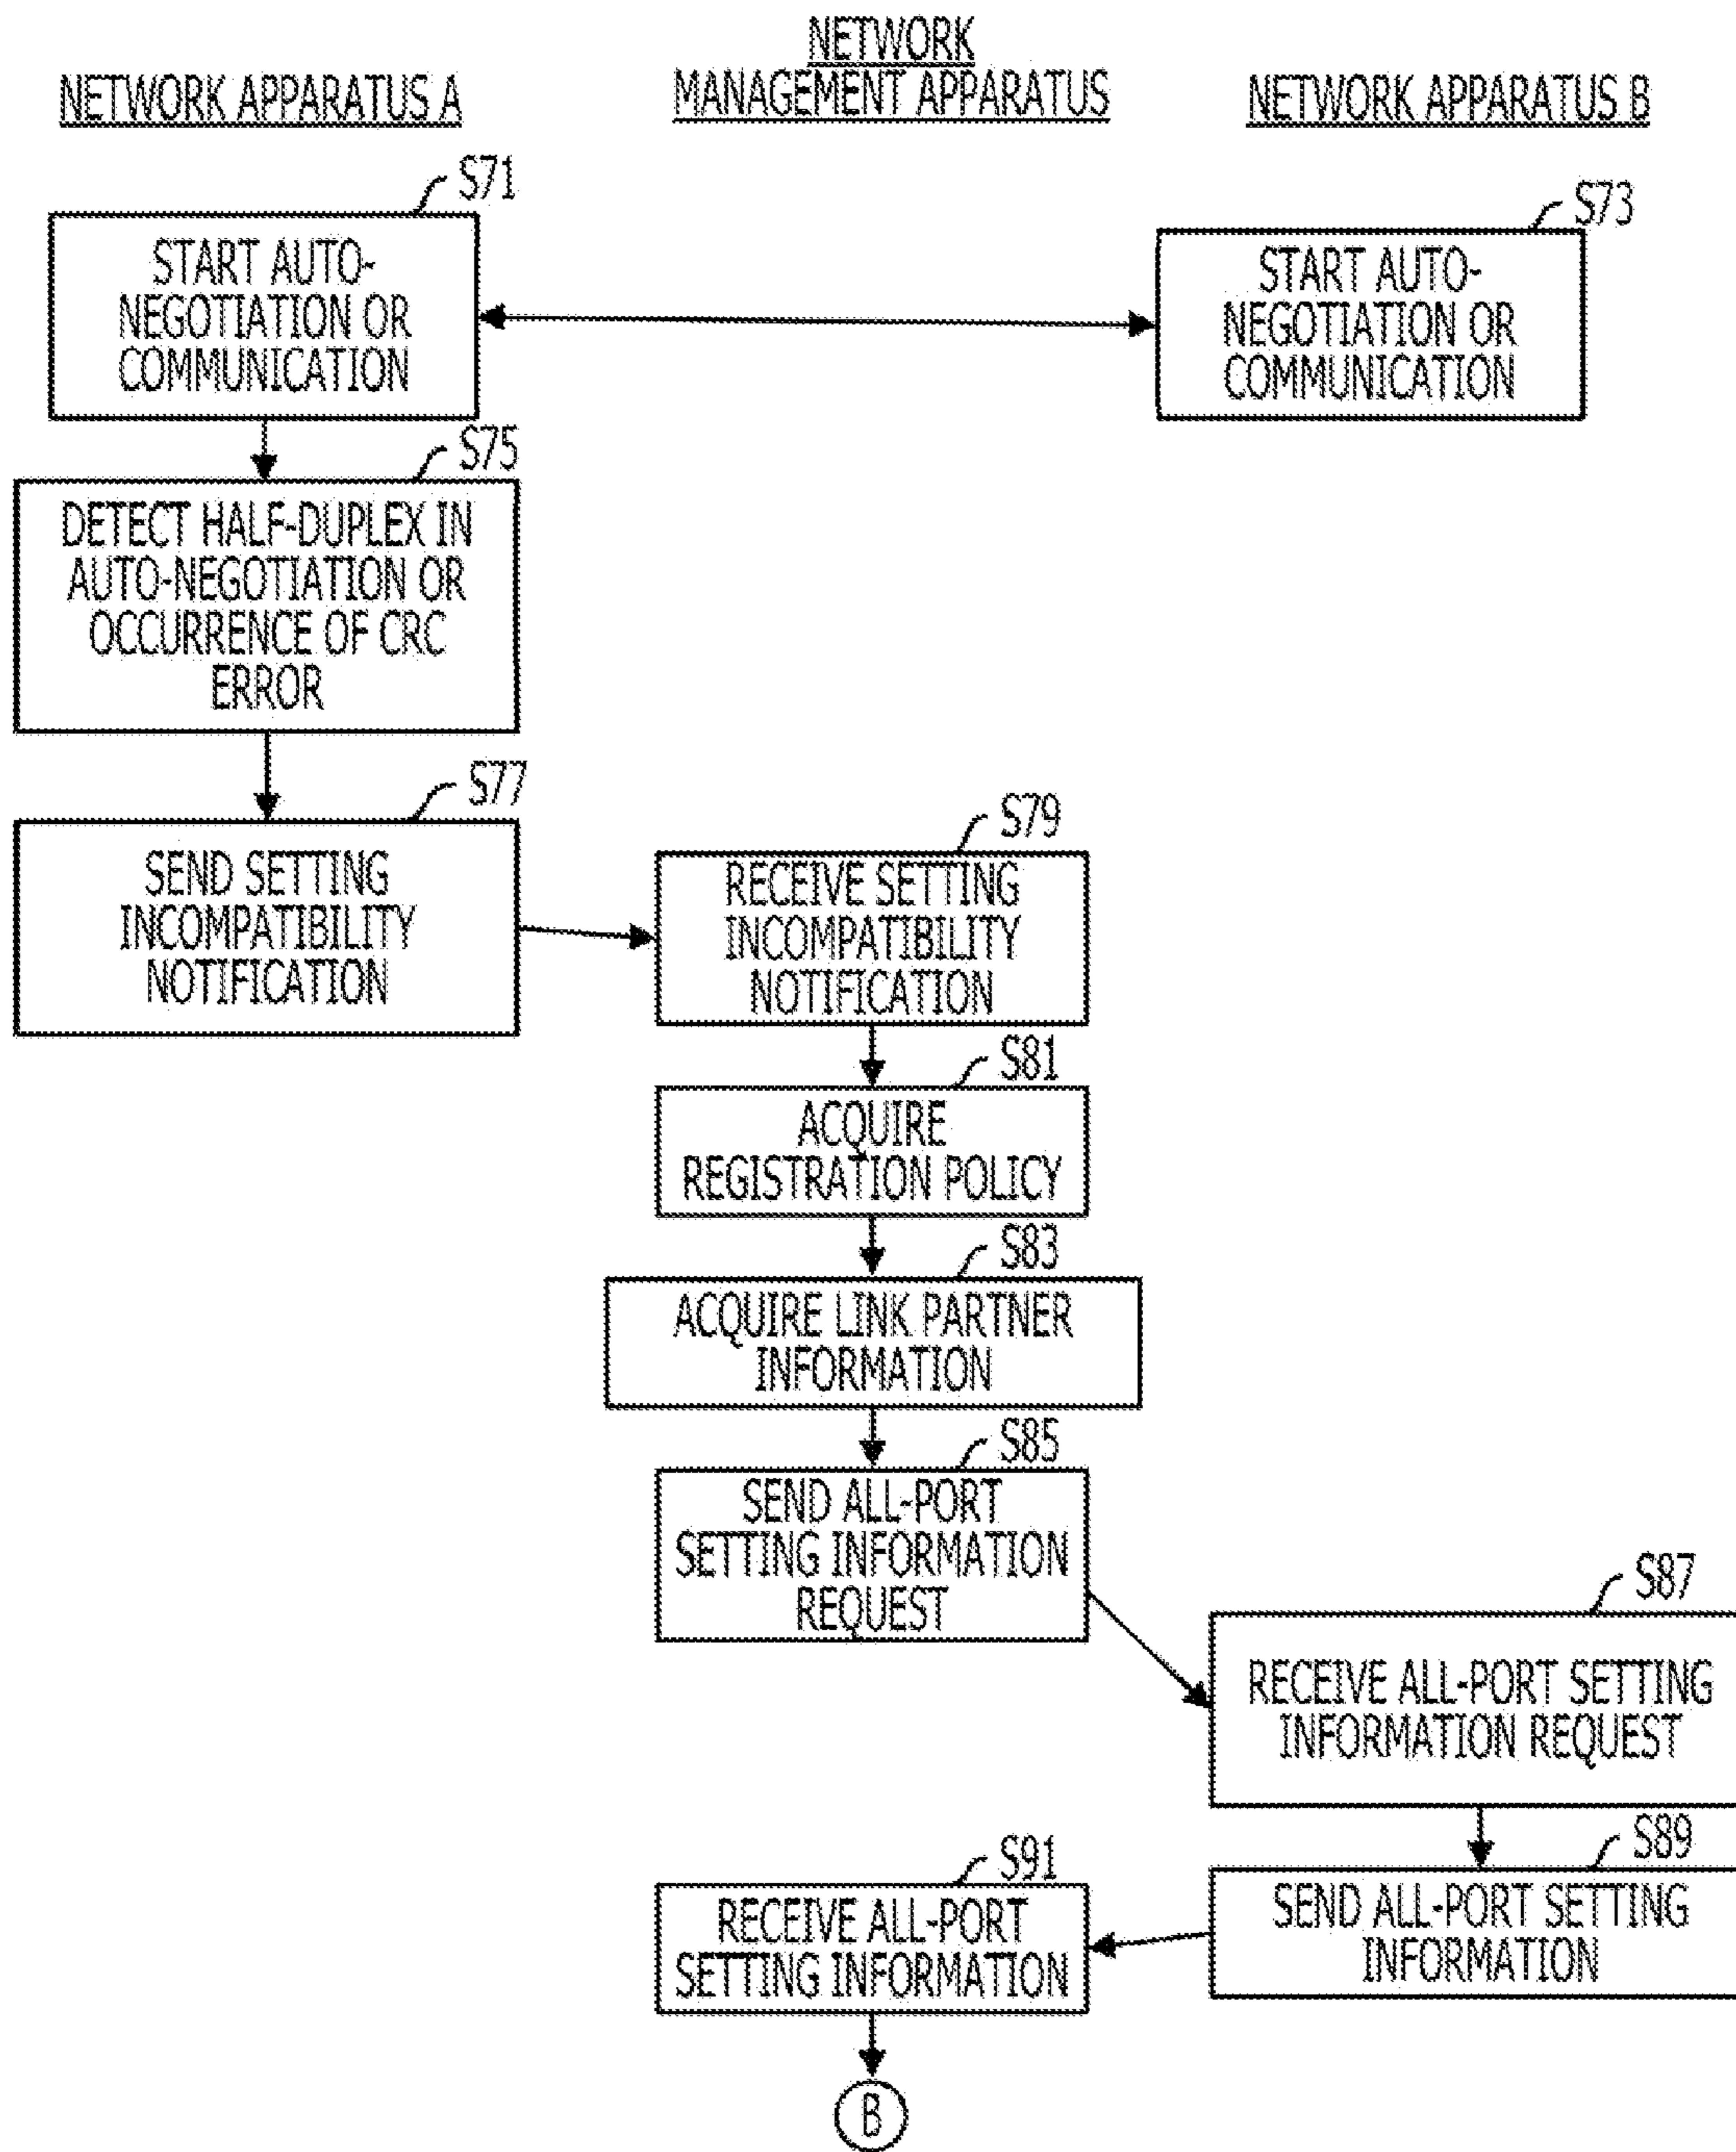 NETWORK APPARATUS A
NETWORK
MANAGEMENT APPARATUS
NETWORK APPARATUS B
S71
START AUTO-
NEGOTIATION OR
COMMUNICATION
S73
START AUTO-
NEGOTIATION OR
COMMUNICATION
S75
DETECT HALF-DUPLEX IN
AUTO-NEGOTIATION OR
OCCURRENCE OF CRC
ERROR
S77
SEND SETTING
INCOMPATIBILITY
NOTIFICATION
S79
RECEIVE SETTING
INCOMPATIBILITY
NOTIFICATION
S81
ACQUIRE
REGISTRATION POLICY
S83
ACQUIRE LINK PARTNER
INFORMATION
S85
SEND ALL-PORT
SETTING INFORMATION
REQUEST
S87
RECEIVE ALL-PORT SETTING
INFORMATION REQUEST
S89
SEND ALL-PORT SETTING
INFORMATION
S91
RECEIVE ALL-PORT
SETTING INFORMATION
B